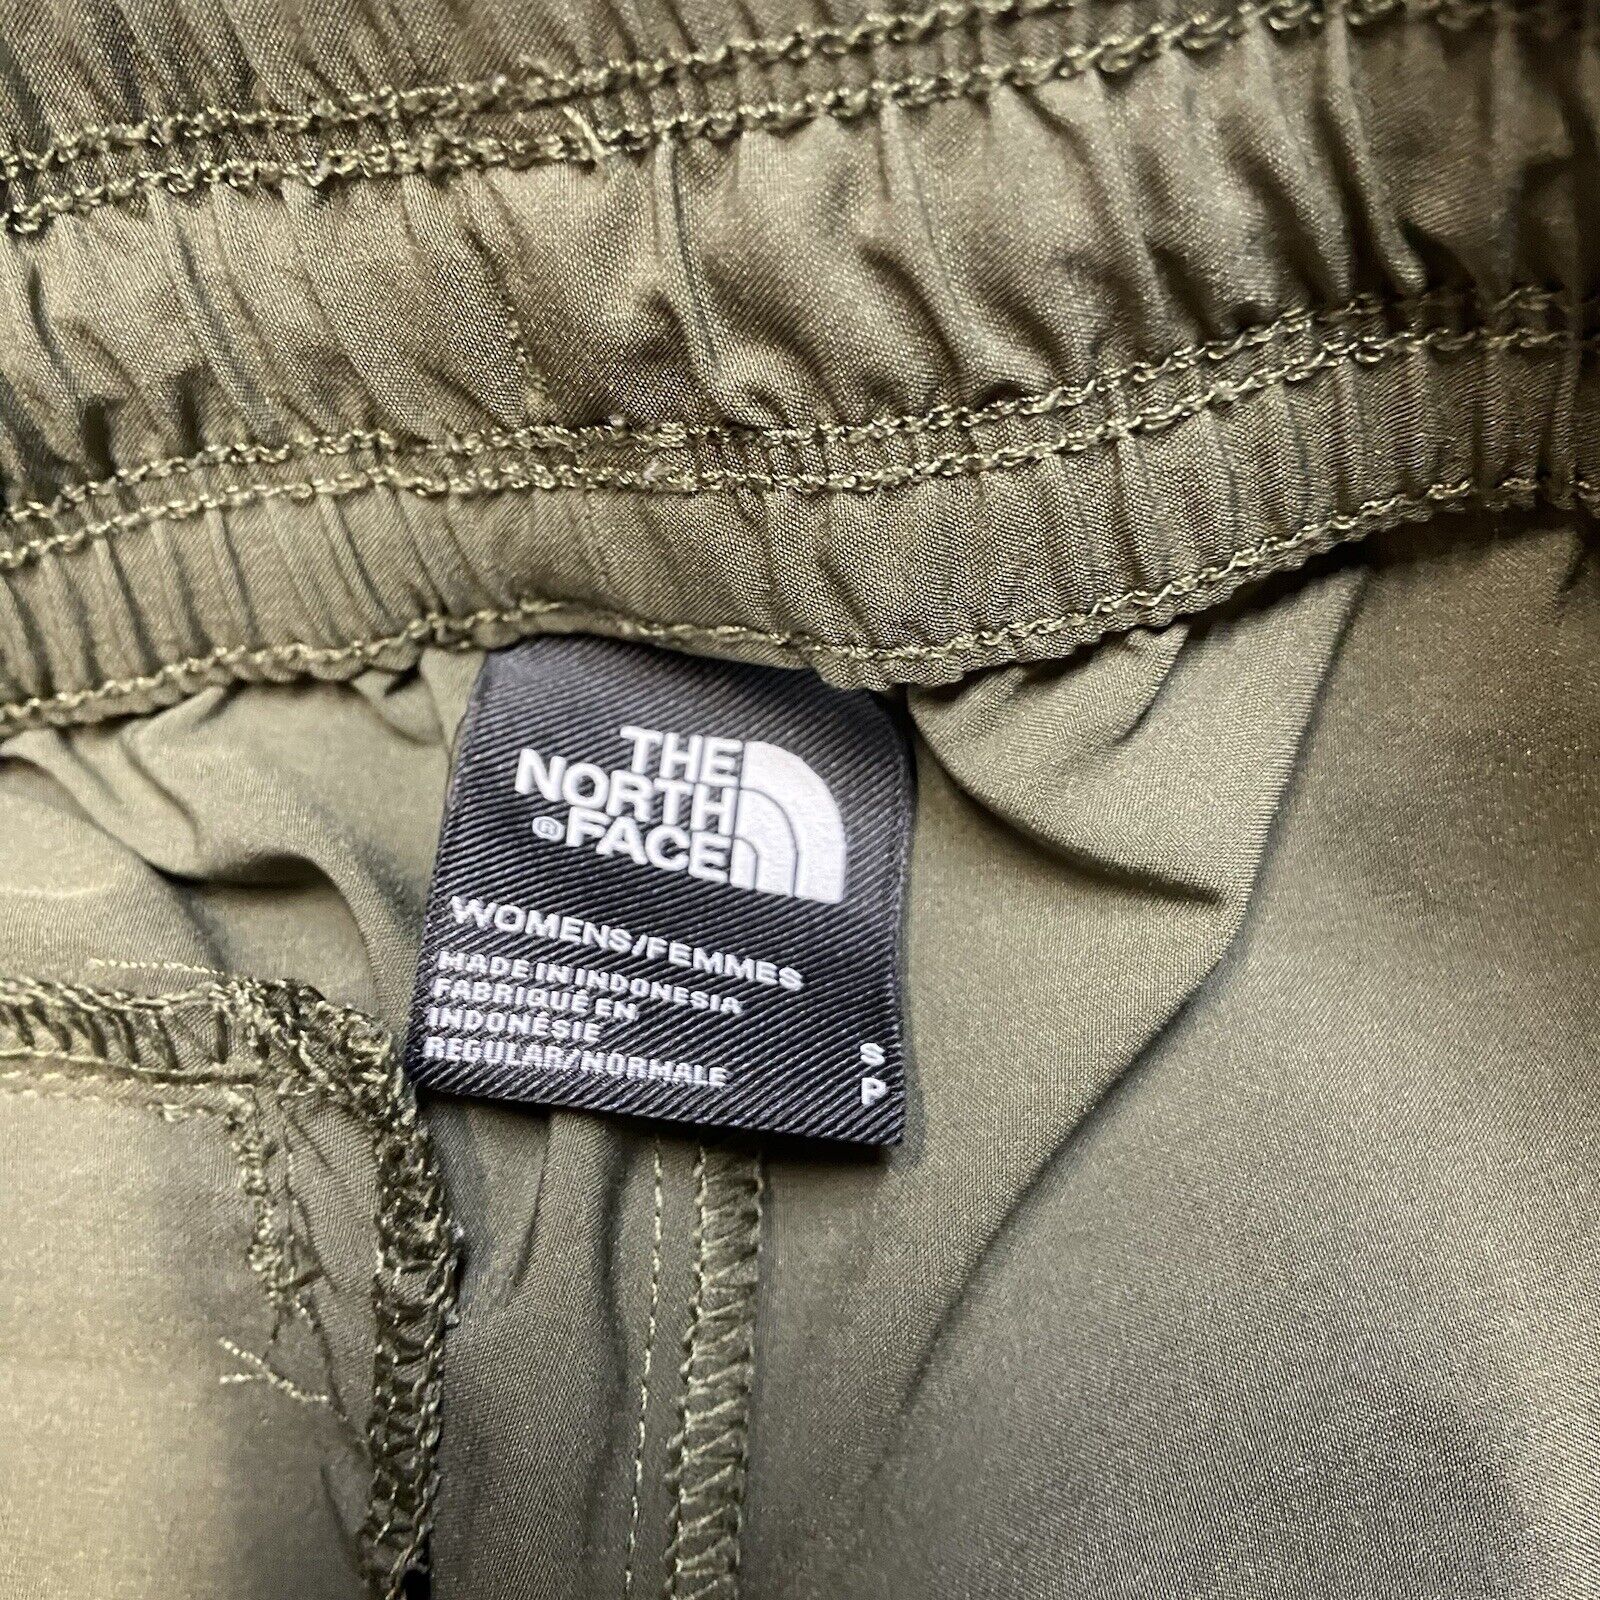 THE
NORTH
®FACE
WOMENS/FEMMES
MADE IN INDONESIA
FABRIQUÉ EN
INDONÉSIE
REGULAR/NORMALE
S
P